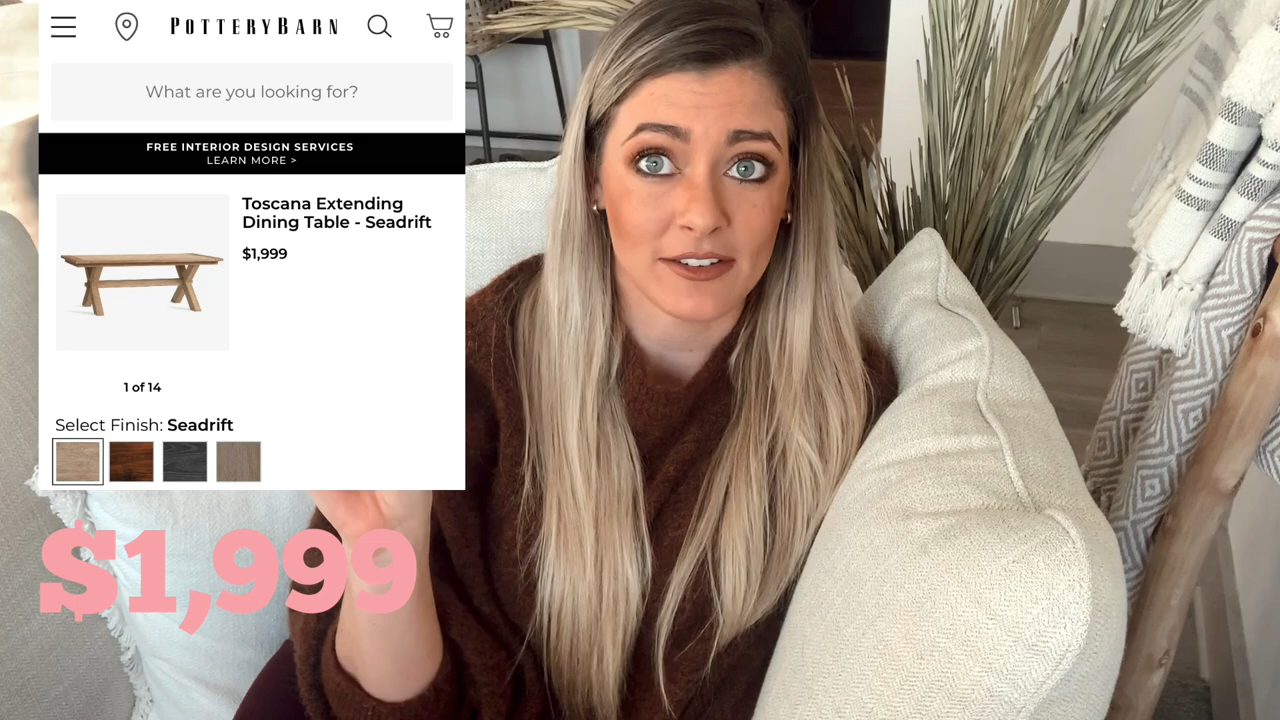 POTTERYBARN
What are you looking for?
FREE INTERIOR DESIGN SERVICES
LEARN MORE >
Toscana Extending
Dining Table - Seadrift
$1,999
1 of 14
Select Finish: Seadrift
$1,999